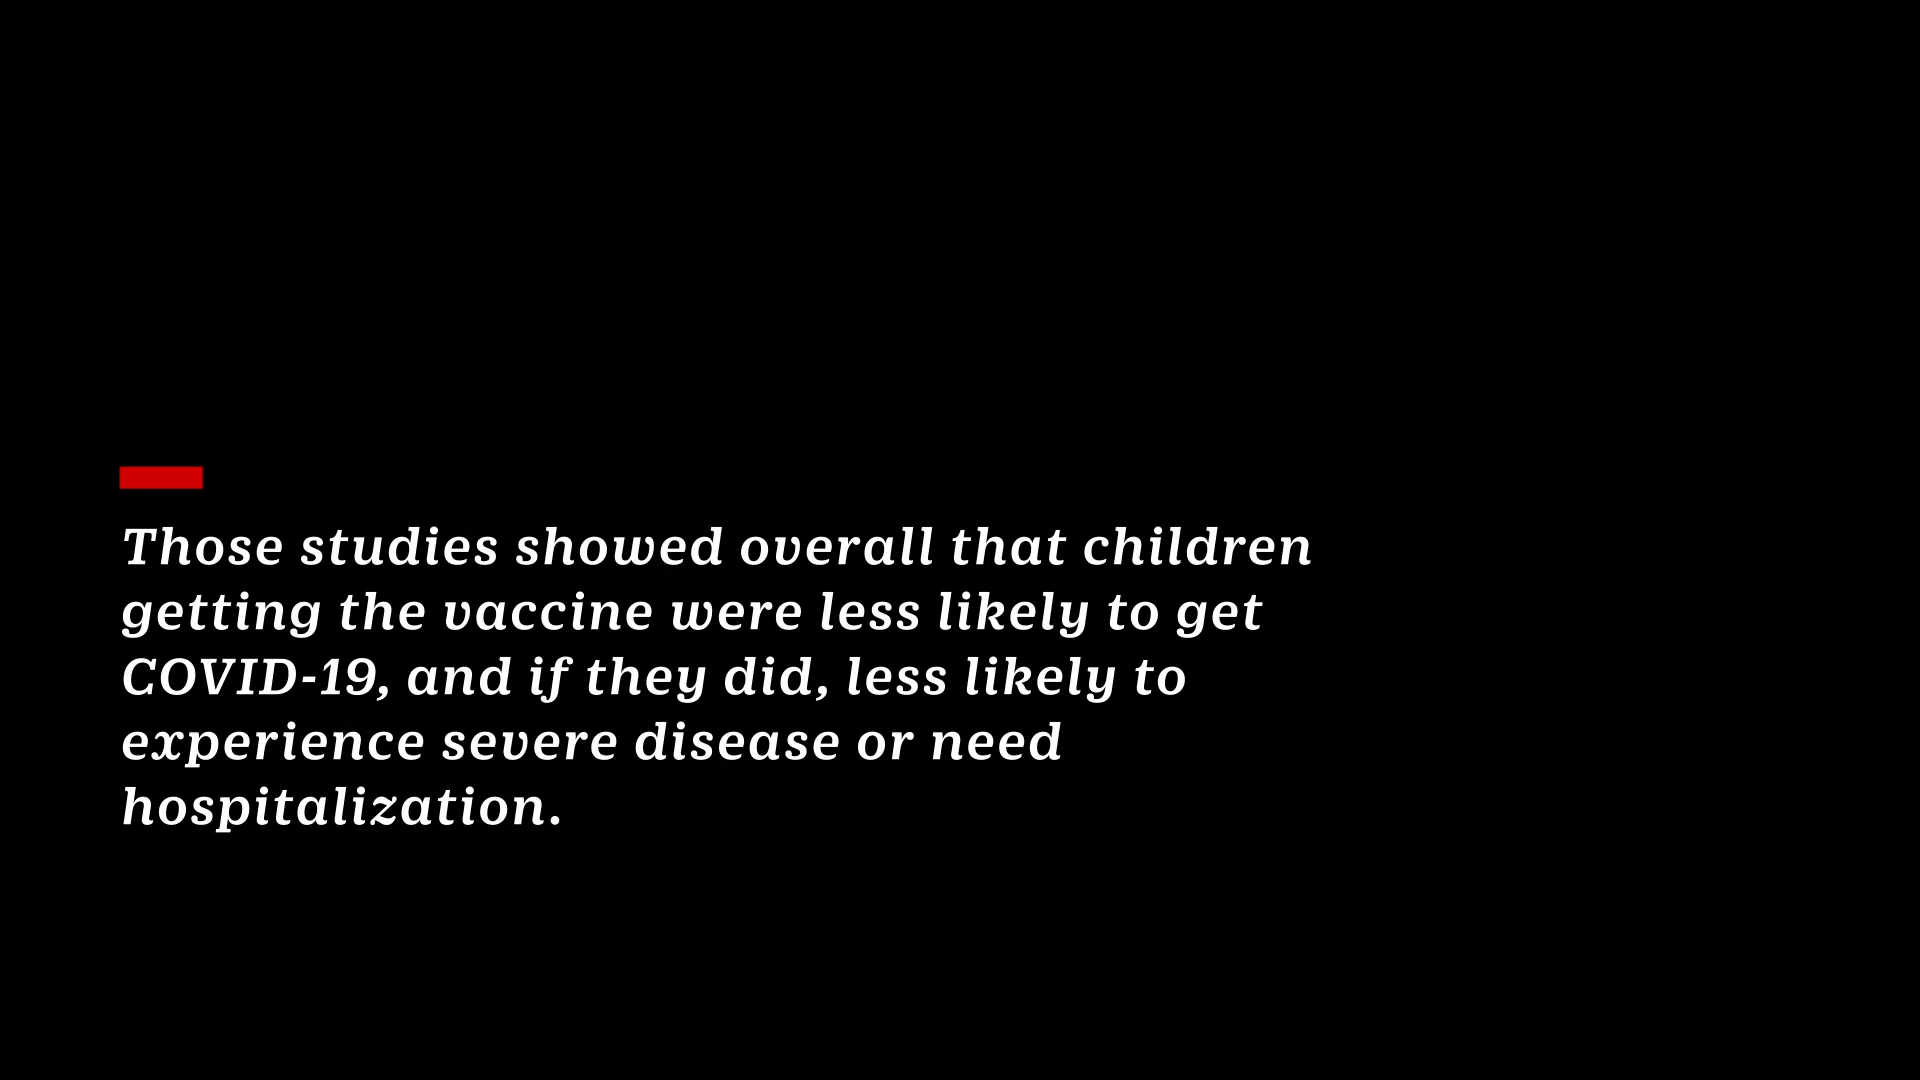 Those studies showed overall that children
getting the vaccine were less likely to get
COVID-19, and if they did, less likely to
experience severe disease or need
hospitalization.